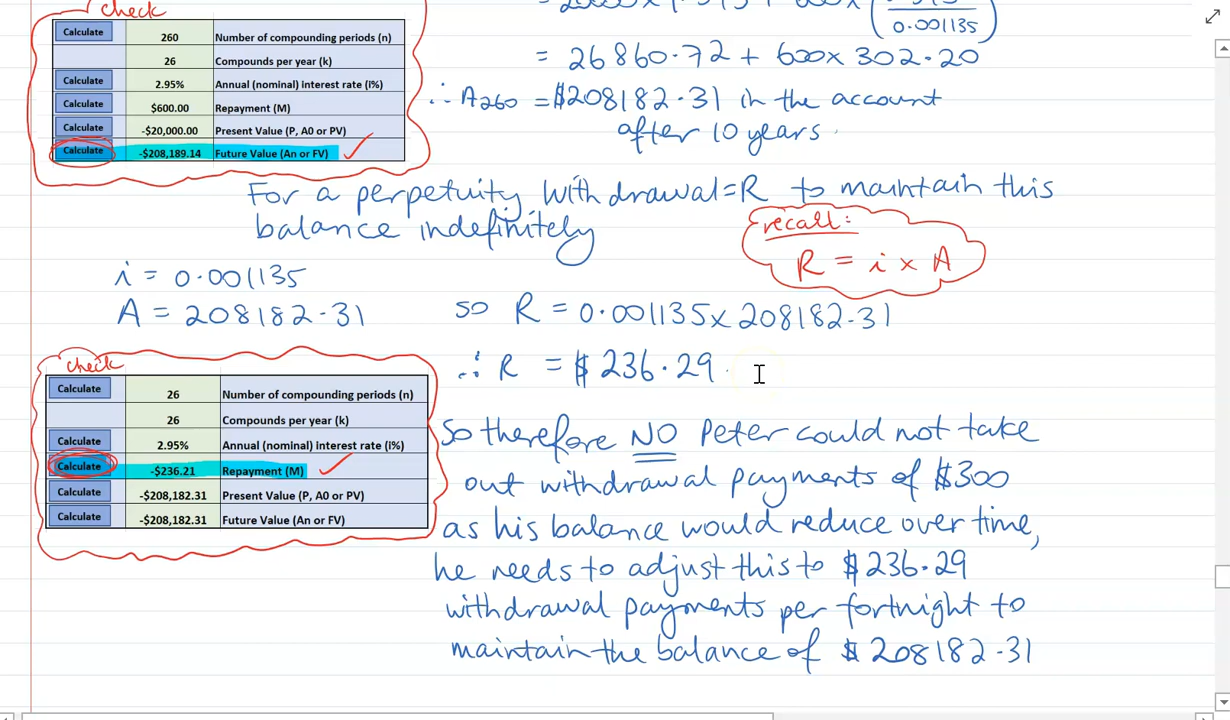 check
Calculate 260 Number of compounding periods (n)
26 Compounds per year (k)
Calculate 2.95% Annual (nominal) interest rate (I%)
Calculate $600.00 Repayment (M)
Calculate -$20,000.00 Present Value (P, A0 or PV)
Calculate -$208,189.14 Future Value (An or FV)
0.001135
= 26860.72 + 600 x 302.20
∴ A260 = $208182.31 in the account
after 10 years
For a perpetuity withdrawal=R to maintain this
balance indefinitely
recall:
R = i × A
i = 0.001135
A = 208182.31
so R = 0.001135 x 208182.31
∴ R = $236.29
check
Calculate 26 Number of compounding periods (n)
26 Compounds per year (k)
Calculate 2.95% Annual (nominal) interest rate (I%)
Calculate -$236.21 Repayment (M)
Calculate -$208,182.31 Present Value (P, A0 or PV)
Calculate -$208,182.31 Future Value (An or FV)
So therefore NO Peter could not take
out withdrawal payments of $300
as his balance would reduce over time,
he needs to adjust this to $236.29
withdrawal payments per fortnight to
maintain the balance of $208182.31